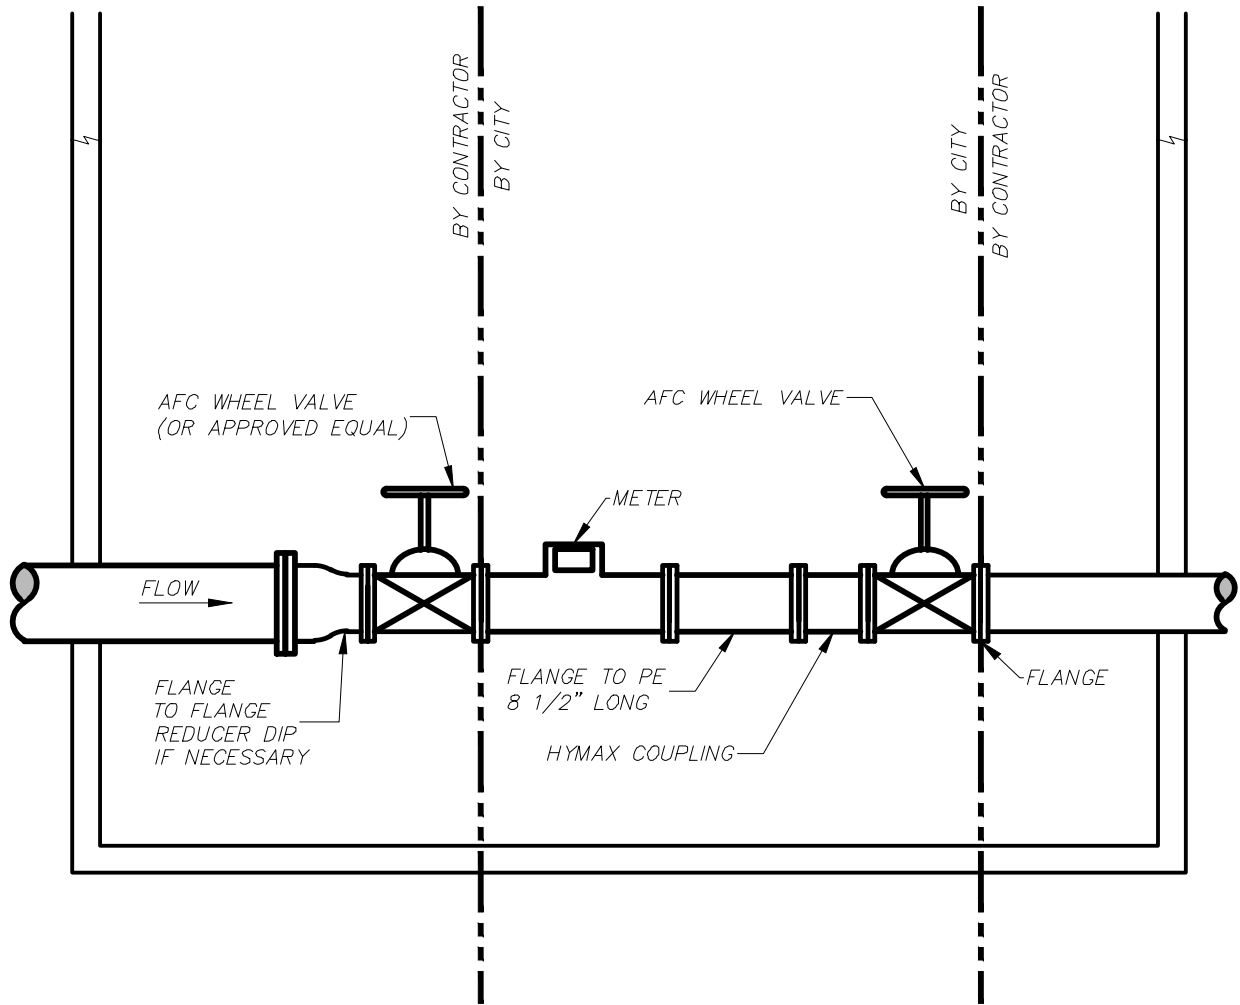 BY CONTRACTOR
BY CITY
BY CITY
BY CONTRACTOR
AFC WHEEL VALVE
(OR APPROVED EQUAL)
AFC WHEEL VALVE
METER
FLOW
FLANGE
TO FLANGE
REDUCER DIP
IF NECESSARY
FLANGE TO PE
8 1/2” LONG
HYMAX COUPLING
FLANGE